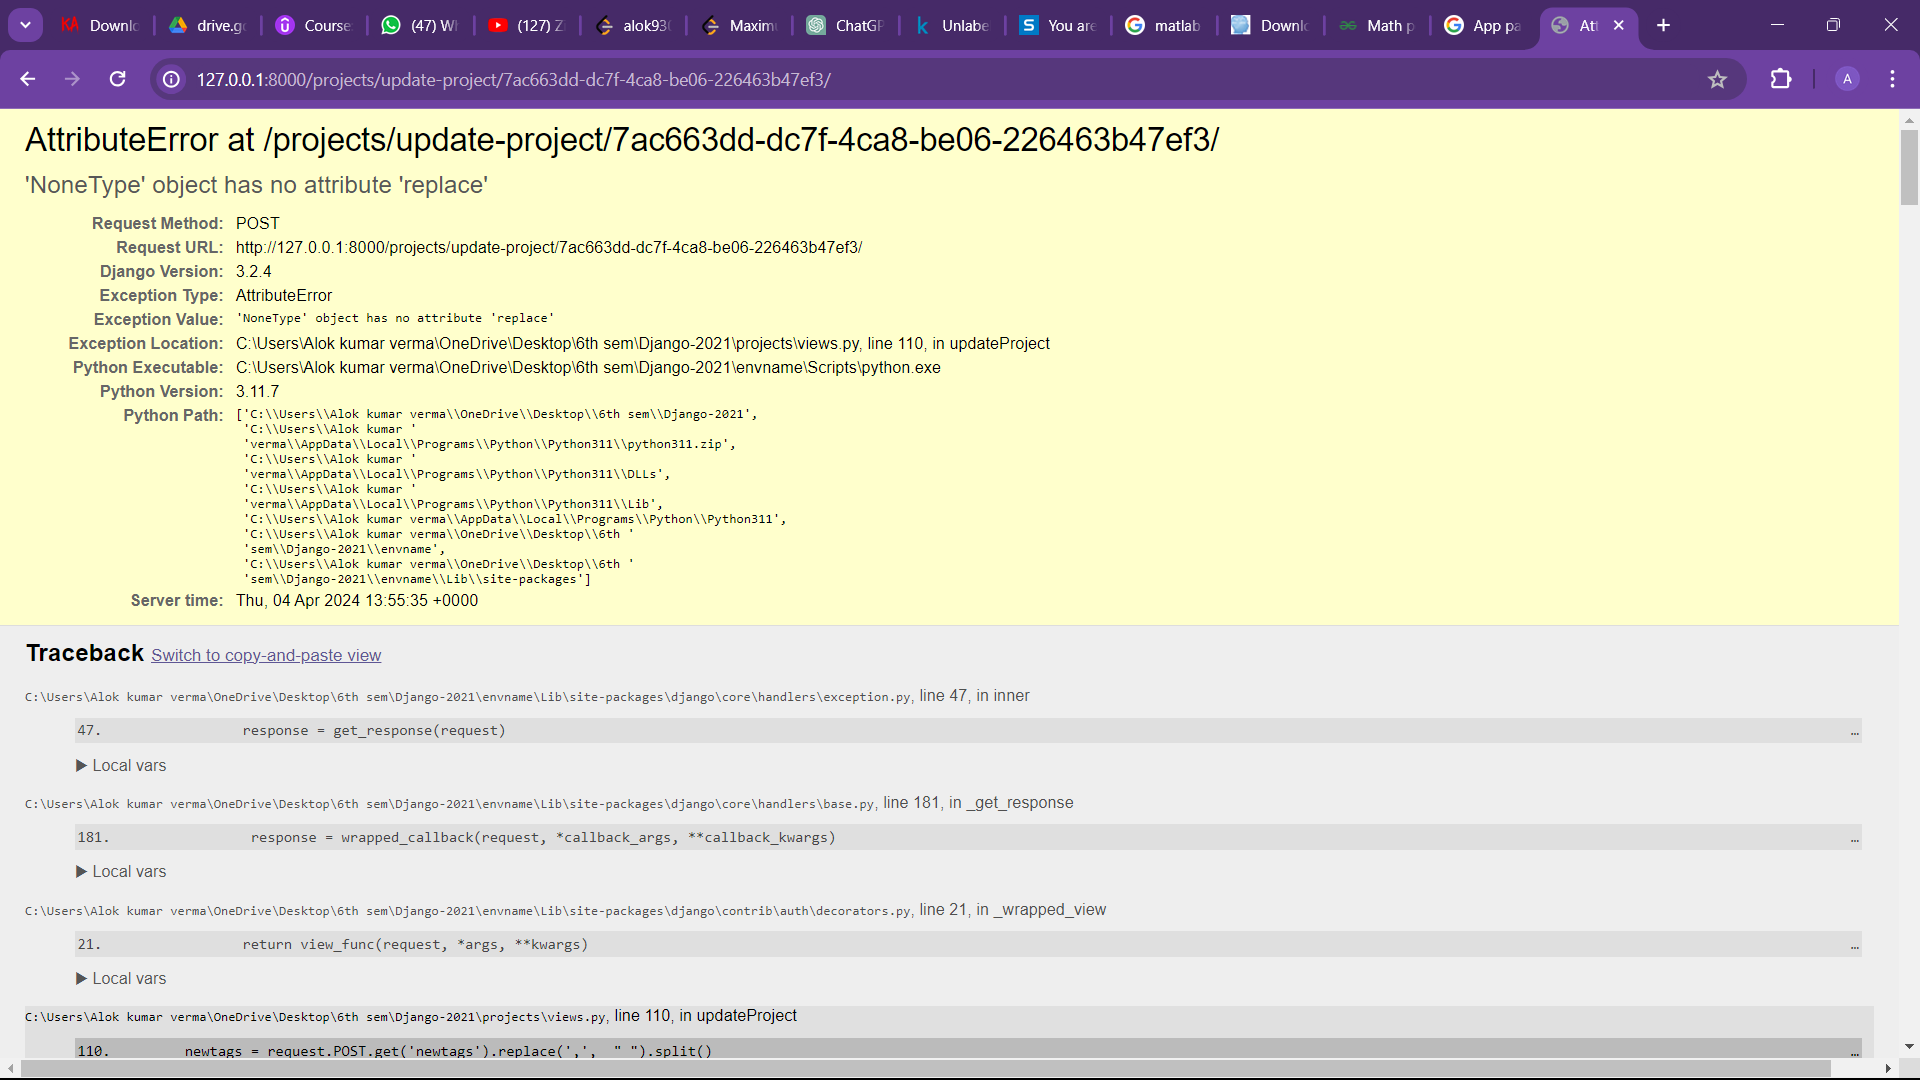 Downlo
drive.go
Course
(47) Wh
(127) Z
alok930
Maxim
ChatGP
Unlabe
You are
matlab
Downlo
Math p
App pa
Att
127.0.0.1:8000/projects/update-project/7ac663dd-dc7f-4ca8-be06-226463b47ef3/
A
AttributeError at /projects/update-project/7ac663dd-dc7f-4ca8-be06-226463b47ef3/
'NoneType' object has no attribute 'replace'
Request Method: POST
Request URL: http://127.0.0.1:8000/projects/update-project/7ac663dd-dc7f-4ca8-be06-226463b47ef3/
Django Version: 3.2.4
Exception Type: AttributeError
Exception Value: 'NoneType' object has no attribute 'replace'
Exception Location: C:\Users\Alok kumar verma\OneDrive\Desktop\6th sem\Django-2021\projects\views.py, line 110, in updateProject
Python Executable: C:\Users\Alok kumar verma\OneDrive\Desktop\6th sem\Django-2021\envname\Scripts\python.exe
Python Version: 3.11.7
Python Path: ['C:\\Users\\Alok kumar verma\\OneDrive\\Desktop\\6th sem\\Django-2021',
'C:\\Users\\Alok kumar '
'verma\\AppData\\Local\\Programs\\Python\\Python311\\python311.zip',
'C:\\Users\\Alok kumar '
'verma\\AppData\\Local\\Programs\\Python\\Python311\\DLLs',
'C:\\Users\\Alok kumar '
'verma\\AppData\\Local\\Programs\\Python\\Python311\\Lib',
'C:\\Users\\Alok kumar verma\\AppData\\Local\\Programs\\Python\\Python311',
'C:\\Users\\Alok kumar verma\\OneDrive\\Desktop\\6th '
'sem\\Django-2021\\envname',
'C:\\Users\\Alok kumar verma\\OneDrive\\Desktop\\6th '
'sem\\Django-2021\\envname\\Lib\\site-packages']
Server time: Thu, 04 Apr 2024 13:55:35 +0000
Traceback Switch to copy-and-paste view
C:\Users\Alok kumar verma\OneDrive\Desktop\6th sem\Django-2021\envname\Lib\site-packages\django\core\handlers\exception.py, line 47, in inner
47. response = get_response(request) …
▶ Local vars
C:\Users\Alok kumar verma\OneDrive\Desktop\6th sem\Django-2021\envname\Lib\site-packages\django\core\handlers\base.py, line 181, in _get_response
181. response = wrapped_callback(request, *callback_args, **callback_kwargs) …
▶ Local vars
C:\Users\Alok kumar verma\OneDrive\Desktop\6th sem\Django-2021\envname\Lib\site-packages\django\contrib\auth\decorators.py, line 21, in _wrapped_view
21. return view_func(request, *args, **kwargs) …
▶ Local vars
C:\Users\Alok kumar verma\OneDrive\Desktop\6th sem\Django-2021\projects\views.py, line 110, in updateProject
110. newtags = request.POST.get('newtags').replace(',', " ").split() …